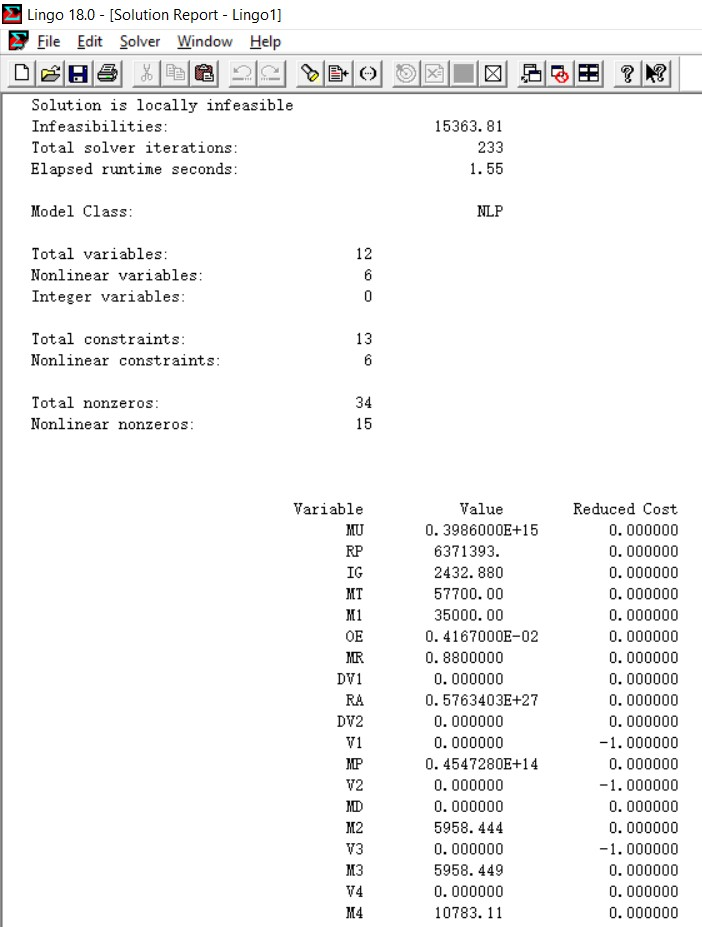 Lingo 18.0 - [Solution Report - Lingo1]
File Edit Solver Window Help
Solution is locally infeasible
Infeasibilities: 15363.81
Total solver iterations: 233
Elapsed runtime seconds: 1.55
Model Class: NLP
Total variables: 12
Nonlinear variables: 6
Integer variables: 0
Total constraints: 13
Nonlinear constraints: 6
Total nonzeros: 34
Nonlinear nonzeros: 15
Variable Value Reduced Cost
MU 0.3986000E+15 0.000000
RP 6371393. 0.000000
IG 2432.880 0.000000
MT 57700.00 0.000000
M1 35000.00 0.000000
OE 0.4167000E-02 0.000000
MR 0.8800000 0.000000
DV1 0.000000 0.000000
RA 0.5763403E+27 0.000000
DV2 0.000000 0.000000
V1 0.000000 -1.000000
MP 0.4547280E+14 0.000000
V2 0.000000 -1.000000
MD 0.000000 0.000000
M2 5958.444 0.000000
V3 0.000000 -1.000000
M3 5958.449 0.000000
V4 0.000000 0.000000
M4 10783.11 0.000000